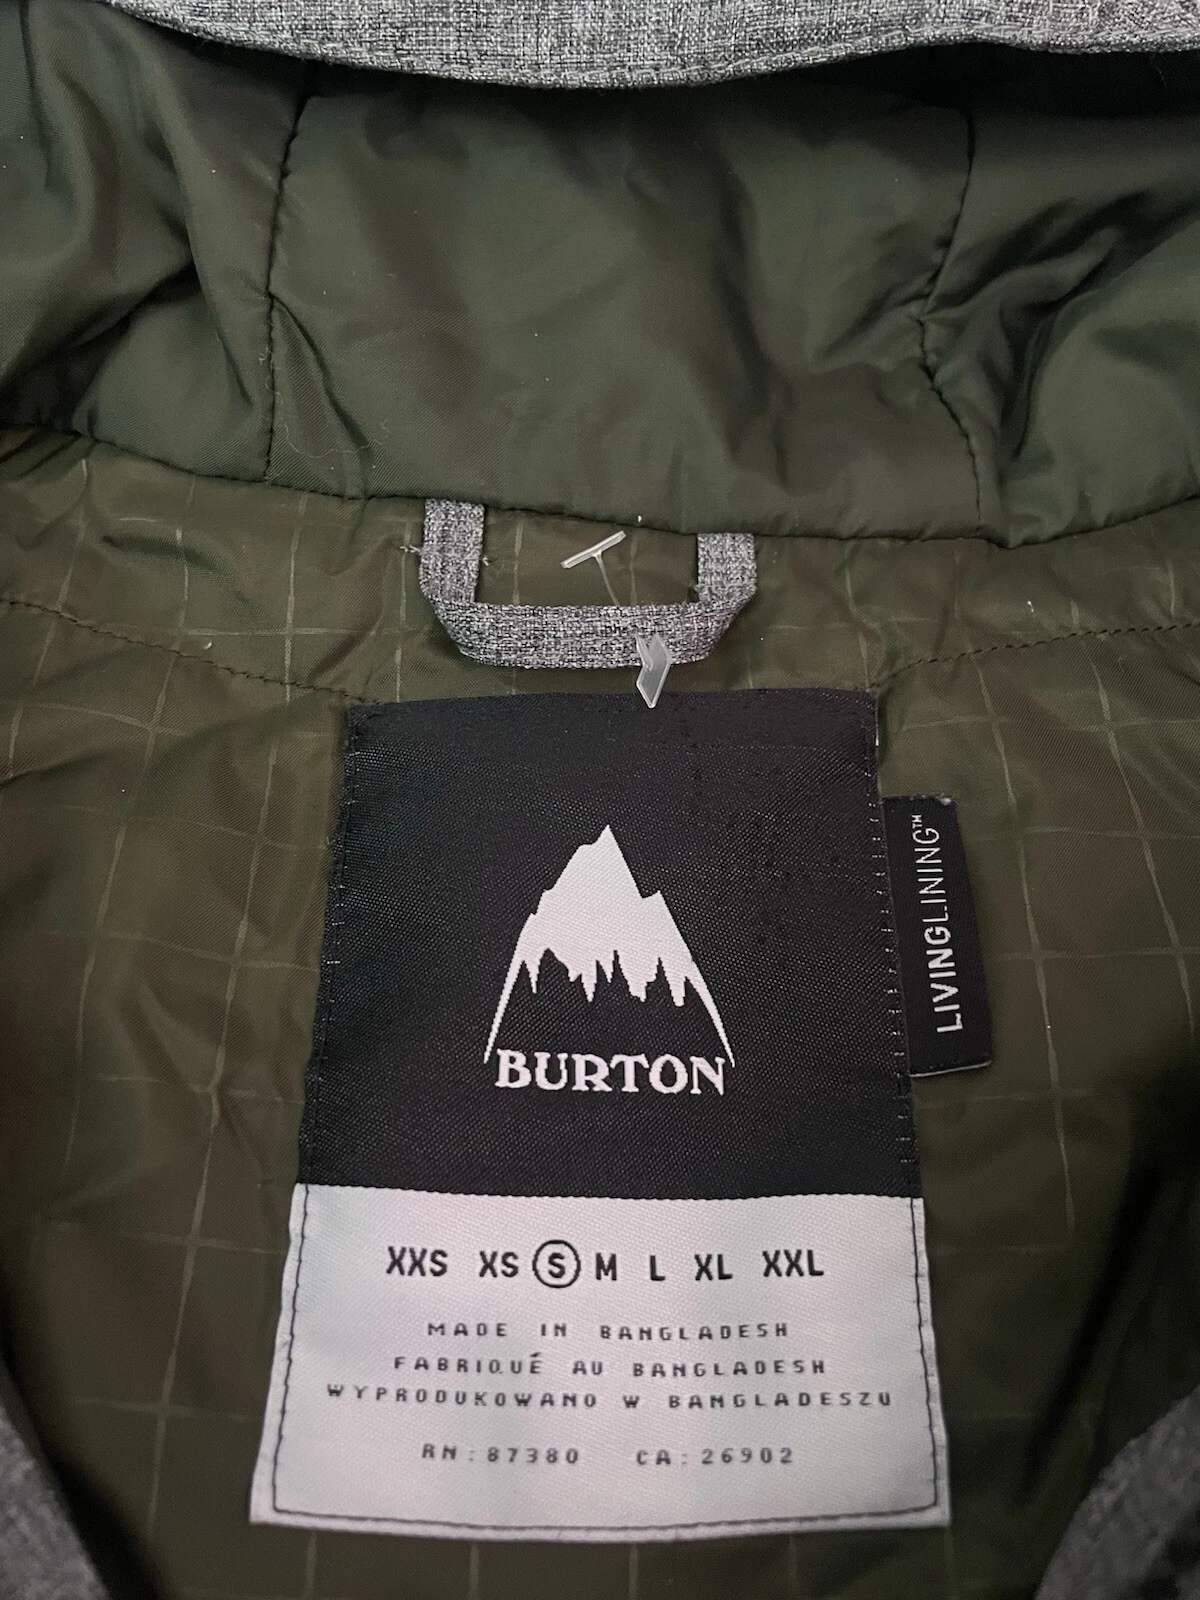 BURTON
LIVINGLINING™
XXS XS S M L XL XXL
MADE IN BANGLADESH
FABRIQUÉ AU BANGLADESH
WYPRODUKOWANO W BANGLADESZU
RN: 87380 CA: 26902